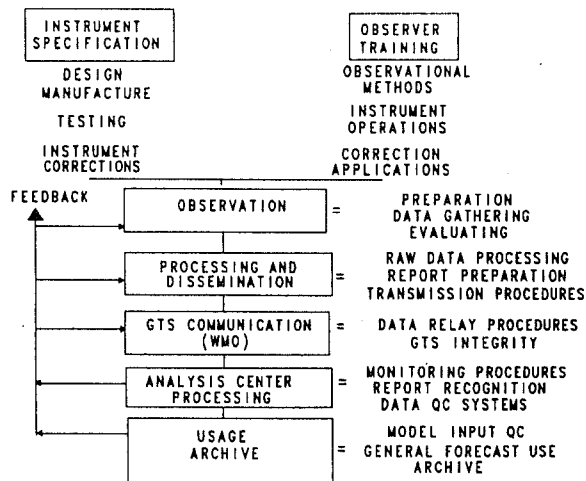 INSTRUMENT
SPECIFICATION
DESIGN
MANUFACTURE
TESTING
INSTRUMENT
CORRECTIONS
OBSERVER
TRAINING
OBSERVATIONAL
METHODS
INSTRUMENT
OPERATIONS
CORRECTION
APPLICATIONS
FEEDBACK
OBSERVATION
= PREPARATION
DATA GATHERING
EVALUATING
PROCESSING AND
DISSEMINATION
= RAW DATA PROCESSING
REPORT PREPARATION
TRANSMISSION PROCEDURES
GTS COMMUNICATION
(WMO)
= DATA RELAY PROCEDURES
GTS INTEGRITY
ANALYSIS CENTER
PROCESSING
= MONITORING PROCEDURES
REPORT RECOGNITION
DATA QC SYSTEMS
USAGE
ARCHIVE
= MODEL INPUT QC
GENERAL FORECAST USE
ARCHIVE